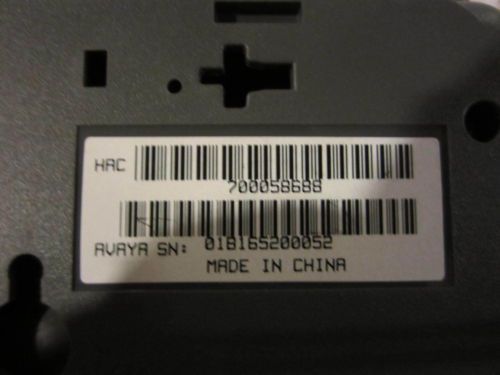 HAC
700058688
AVAYA SN: 01B165200052
MADE IN CHINA